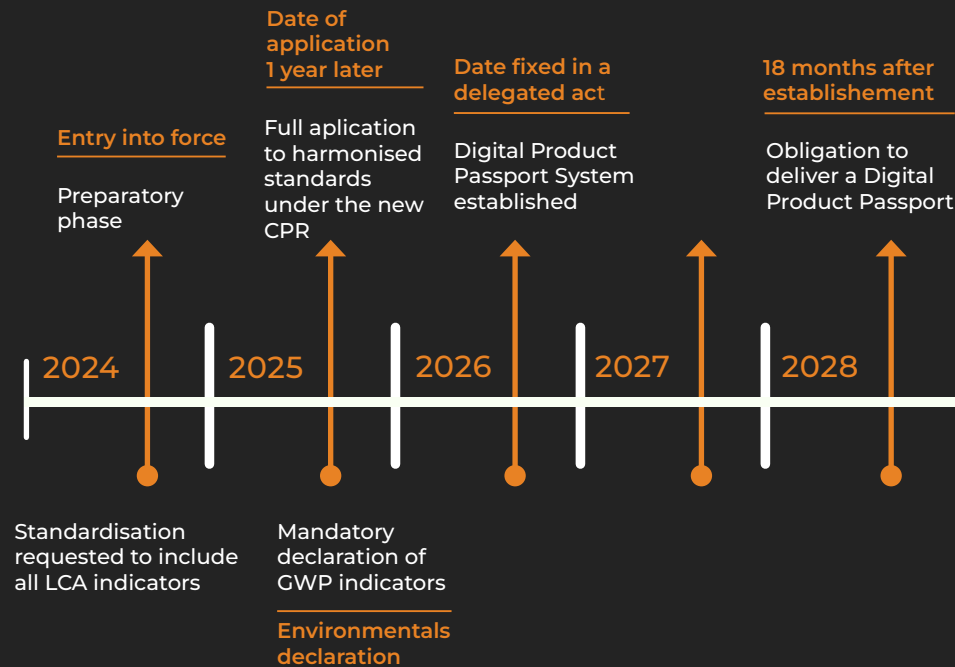 Entry into force
Preparatory
phase
Date of
application
1 year later
Full aplication
to harmonised
standards
under the new
CPR
Date fixed in a
delegated act
Digital Product
Passport System
established
18 months after
establishement
Obligation to
deliver a Digital
Product Passport
2024
2025
2026
2027
2028
Standardisation
requested to include
all LCA indicators
Mandatory
declaration of
GWP indicators
Environmentals
declaration